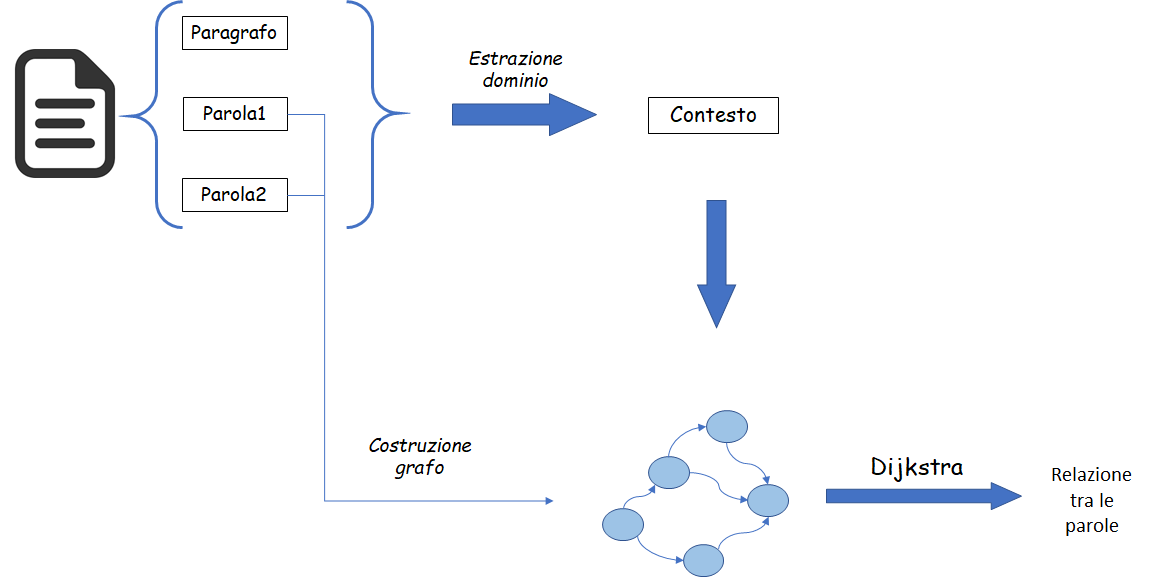 Paragrafo
Parola1
Parola2
Estrazione
dominio
Contesto
Costruzione
grafo
Dijkstra
Relazione
tra le
parole